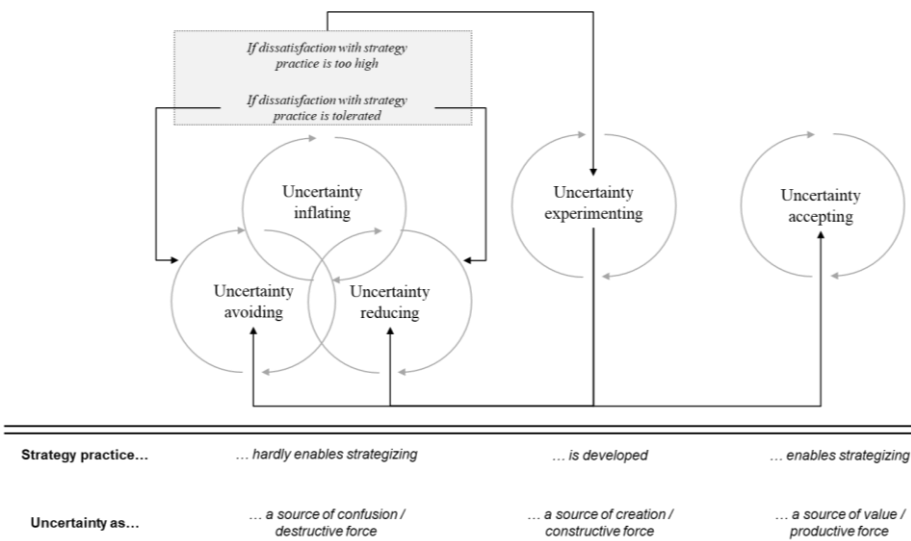 If dissatisfaction with strategy
practice is too high
If dissatisfaction with strategy
practice is tolerated
Uncertainty
inflating
Uncertainty
experimenting
Uncertainty
accepting
Uncertainty
avoiding
Uncertainty
reducing
Strategy practice… … hardly enables strategizing … is developed … enables strategizing
Uncertainty as… … a source of confusion / destructive force … a source of creation / constructive force … a source of value / productive force